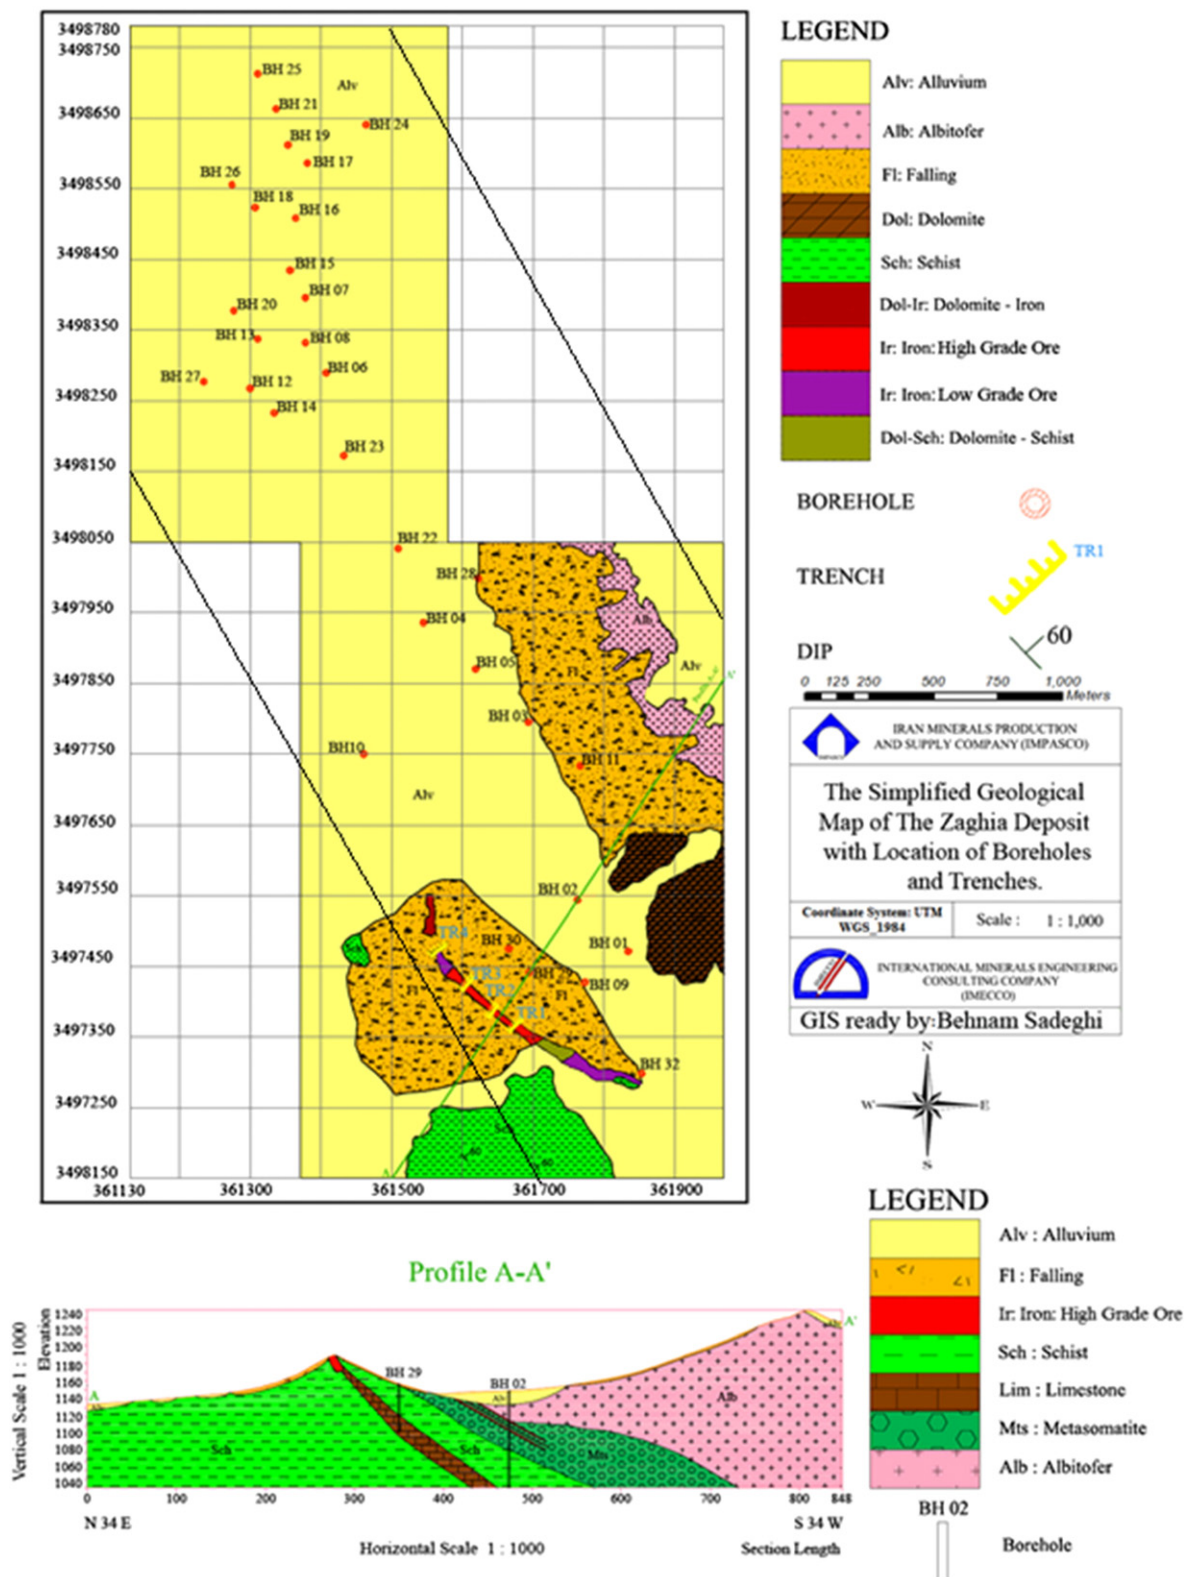 3498780
3498750
3498650
3498550
3498450
3498350
3498250
3498150
3498050
3497950
3497850
3497750
3497650
3497550
3497450
3497350
3497250
3498150
361130
361300
361500
361700
361900
BH 25
Alv
BH 21
BH 24
BH 19
BH 17
BH 26
BH 18
BH 16
BH 15
BH 07
BH 20
BH 13
BH 08
BH 06
BH 27
BH 12
BH 14
BH 23
BH 22
BH 28
BH 04
Alb
BH 05
Fl
Alv
A'
BH 03
BH10
BH 11
Alv
BH 02
TR4
BH 30
BH 01
Sch
TR3
BH 29
BH 09
Fl
TR2
Fl
TR1
BH 32
Sch
60
60
A
LEGEND
Alv: Alluvium
Alb: Albitofer
Fl: Falling
Dol: Dolomite
Sch: Schist
Dol-Ir: Dolomite - Iron
Ir: Iron: High Grade Ore
Ir: Iron: Low Grade Ore
Dol-Sch: Dolomite - Schist
BOREHOLE
TRENCH
TR1
DIP
60
0 125 250 500 750 1,000
Meters
IRAN MINERALS PRODUCTION
AND SUPPLY COMPANY (IMPASCO)
The Simplified Geological
Map of The Zaghia Deposit
with Location of Boreholes
and Trenches.
Coordinate System: UTM
WGS_1984
Scale : 1 : 1,000
INTERNATIONAL MINERALS ENGINEERING
CONSULTING COMPANY
(IMECCO)
GIS ready by:Behnam Sadeghi
N
W
E
S
Profile A-A'
Vertical Scale 1 : 1000
Elevation
1240
1220
1200
1180
1160
1140
1120
1100
1080
1060
1040
A
BH 29
BH 02
Alv
A'
Alb
Sch
Sch
Mts
0 100 200 300 400 500 600 700 800 848
N 34 E
S 34 W
Horizontal Scale 1 : 1000
Section Length
LEGEND
Alv : Alluvium
Fl : Falling
Ir: Iron: High Grade Ore
Sch : Schist
Lim : Limestone
Mts : Metasomatite
Alb : Albitofer
BH 02
Borehole